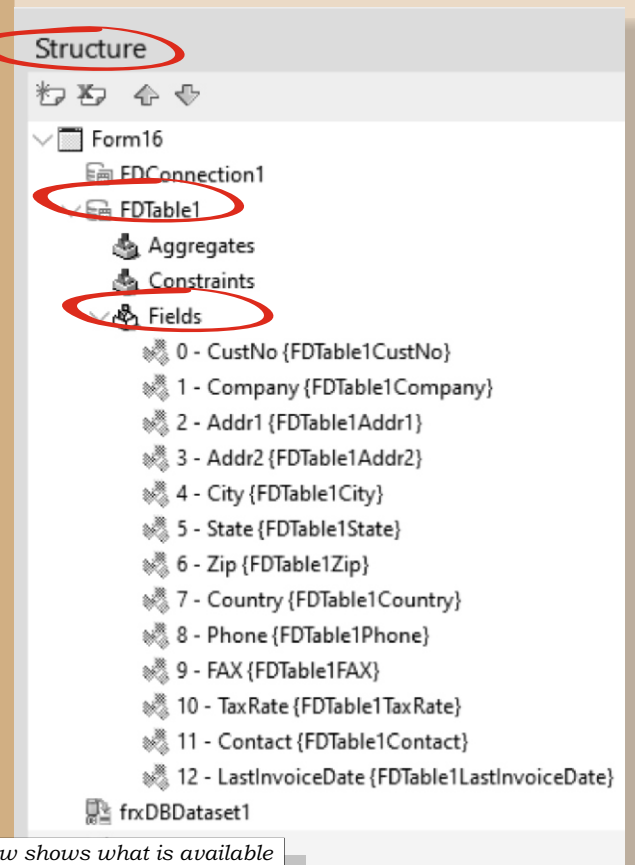 Structure
Form16
FDConnection1
FDTable1
Aggregates
Constraints
Fields
0 - CustNo {FDTable1CustNo}
1 - Company {FDTable1Company}
2 - Addr1 {FDTable1Addr1}
3 - Addr2 {FDTable1Addr2}
4 - City {FDTable1City}
5 - State {FDTable1State}
6 - Zip {FDTable1Zip}
7 - Country {FDTable1Country}
8 - Phone {FDTable1Phone}
9 - FAX {FDTable1FAX}
10 - TaxRate {FDTable1TaxRate}
11 - Contact {FDTable1Contact}
12 - LastInvoiceDate {FDTable1LastInvoiceDate}
frxDBDataset1
shows what is available